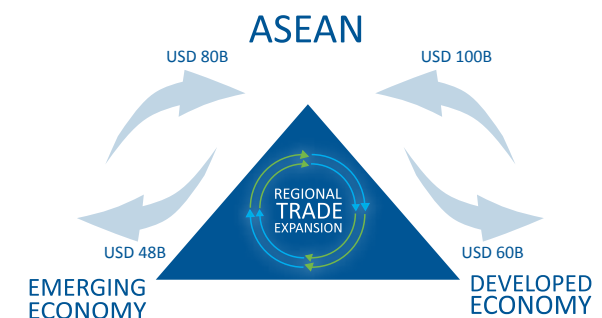 ASEAN
USD 80B
USD 100B
REGIONAL
TRADE
EXPANSION
USD 48B
USD 60B
EMERGING
ECONOMY
DEVELOPED
ECONOMY